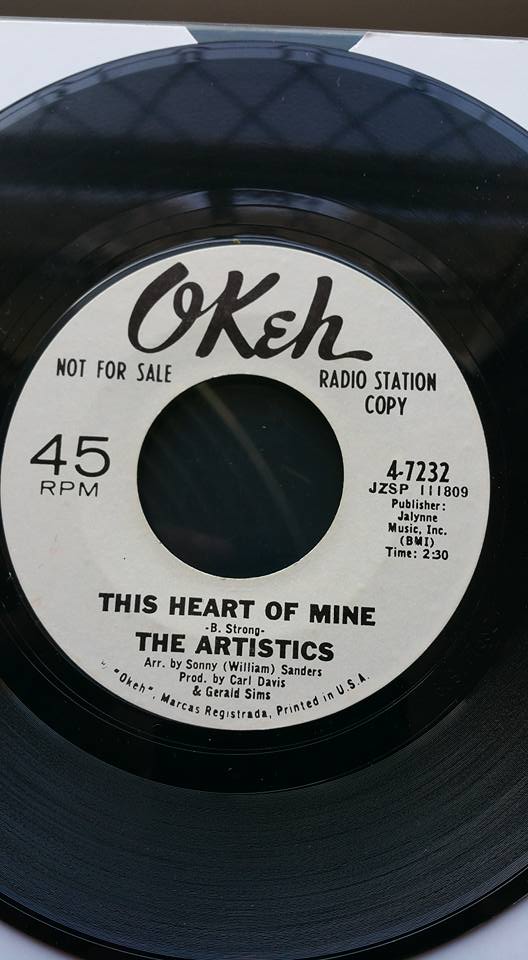 OKeh
NOT FOR SALE
RADIO STATION
COPY
45
RPM
4-7232
JZSP 111809
Publisher:
Jalynne
Music, Inc.
(BMI)
Time: 2:30
THIS HEART OF MINE
-B. Strong-
THE ARTISTICS
Arr. by Sonny (William) Sanders
Prod. by Carl Davis
& Gerald Sims
"Okeh", Marcas Registrada, Printed in U.S.A.